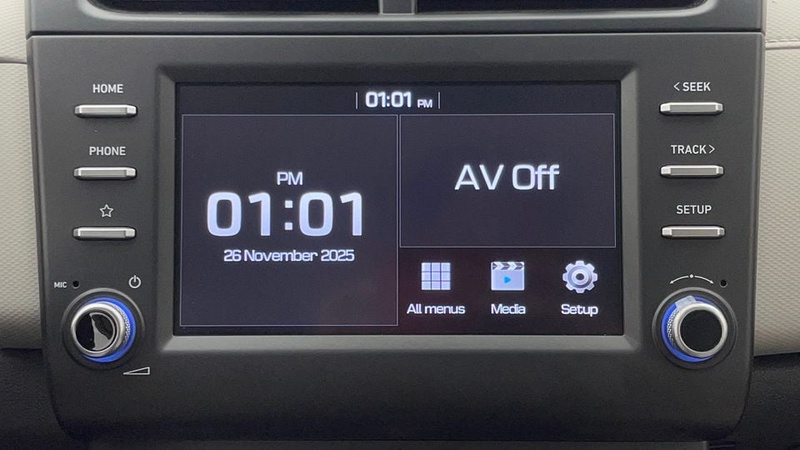 HOME
PHONE
MIC
01:01 PM
PM
01:01
26 November 2025
AV Off
All menus
Media
Setup
< SEEK
TRACK >
SETUP